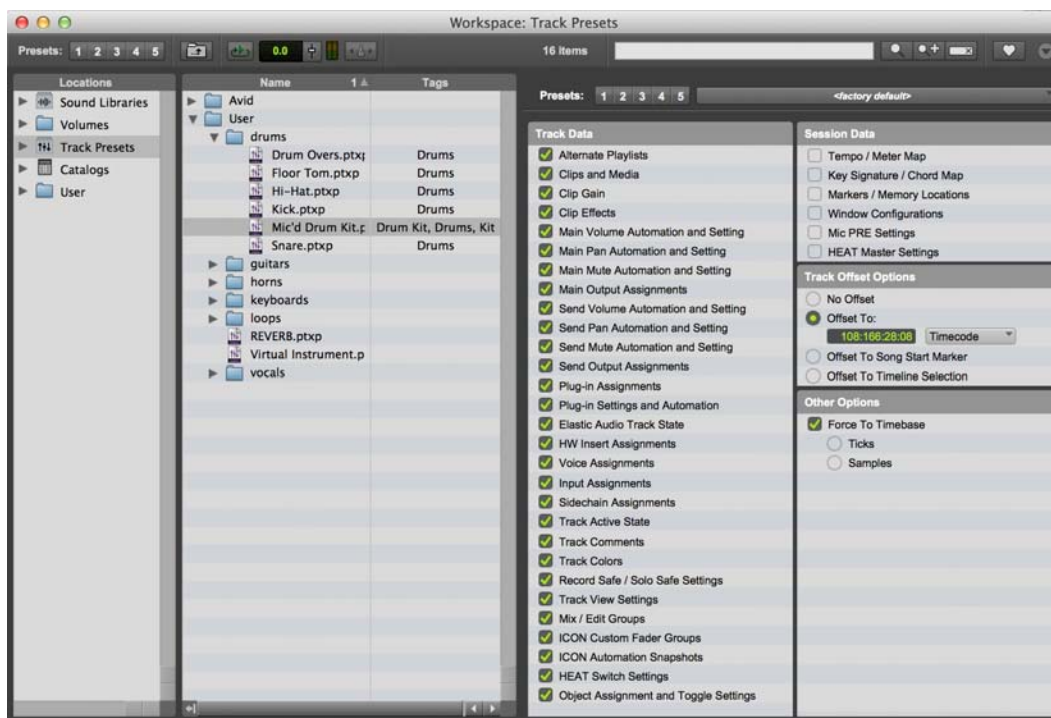 Workspace: Track Presets
Presets: 1 2 3 4 5
0.0
16 items
Locations
Sound Libraries
Volumes
Track Presets
Catalogs
User
Name 1 Tags
Avid
User
drums
Drum Overs.ptxp Drums
Floor Tom.ptxp Drums
Hi-Hat.ptxp Drums
Kick.ptxp Drums
Mic'd Drum Kit.p Drum Kit, Drums, Kit
Snare.ptxp Drums
guitars
horns
keyboards
loops
REVERB.ptxp
Virtual Instrument.p
vocals
Presets: 1 2 3 4 5 <factory default>
Track Data
Alternate Playlists
Clips and Media
Clip Gain
Clip Effects
Main Volume Automation and Setting
Main Pan Automation and Setting
Main Mute Automation and Setting
Main Output Assignments
Send Volume Automation and Setting
Send Pan Automation and Setting
Send Mute Automation and Setting
Send Output Assignments
Plug-in Assignments
Plug-in Settings and Automation
Elastic Audio Track State
HW Insert Assignments
Voice Assignments
Input Assignments
Sidechain Assignments
Track Active State
Track Comments
Track Colors
Record Safe / Solo Safe Settings
Track View Settings
Mix / Edit Groups
ICON Custom Fader Groups
ICON Automation Snapshots
HEAT Switch Settings
Object Assignment and Toggle Settings
Session Data
Tempo / Meter Map
Key Signature / Chord Map
Markers / Memory Locations
Window Configurations
Mic PRE Settings
HEAT Master Settings
Track Offset Options
No Offset
Offset To:
108:166:28:08 Timecode
Offset To Song Start Marker
Offset To Timeline Selection
Other Options
Force To Timebase
Ticks
Samples